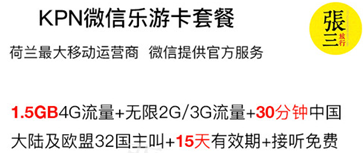 KPN微信乐游卡套餐
荷兰最大移动运营商 微信提供官方服务
張三
旅行
1.5GB4G流量+无限2G/3G流量+30分钟中国
大陆及欧盟32国主叫+15天有效期+接听免费